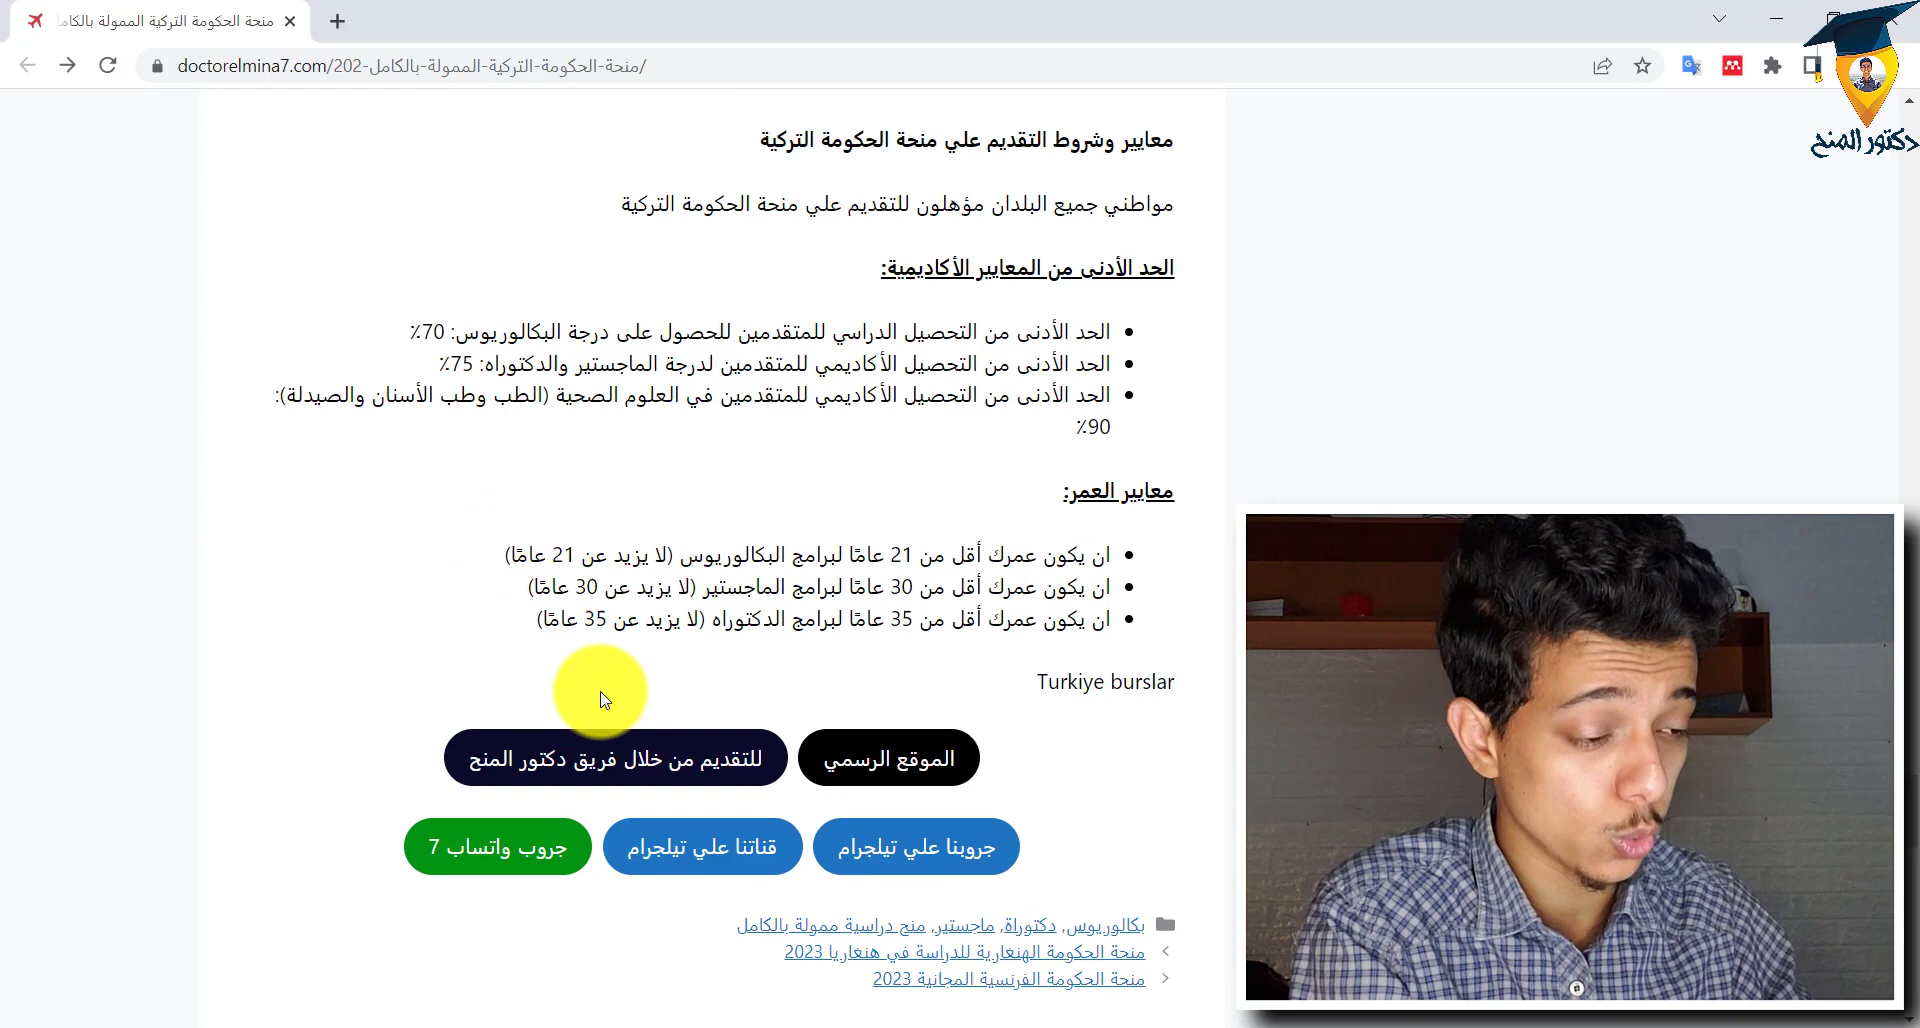 منحة الحكومة التركية الممولة بالكامل
doctorelmina7.com/202-منحة-الحكومة-التركية-الممولة-بالكامل/
دكتور المنح
معايير وشروط التقديم علي منحة الحكومة التركية
مواطني جميع البلدان مؤهلون للتقديم علي منحة الحكومة التركية
الحد الأدنى من المعايير الأكاديمية:
الحد الأدنى من التحصيل الدراسي للمتقدمين للحصول على درجة البكالوريوس: 70٪
الحد الأدنى من التحصيل الأكاديمي للمتقدمين لدرجة الماجستير والدكتوراه: 75٪
الحد الأدنى من التحصيل الأكاديمي للمتقدمين في العلوم الصحية (الطب وطب الأسنان والصيدلة):
90٪
معايير العمر:
ان يكون عمرك أقل من 21 عامًا لبرامج البكالوريوس (لا يزيد عن 21 عامًا)
ان يكون عمرك أقل من 30 عامًا لبرامج الماجستير (لا يزيد عن 30 عامًا)
ان يكون عمرك أقل من 35 عامًا لبرامج الدكتوراه (لا يزيد عن 35 عامًا)
Turkiye burslar
الموقع الرسمي
للتقديم من خلال فريق دكتور المنح
جروبنا علي تيلجرام
قناتنا علي تيلجرام
جروب واتساب 7
بكالوريوس, دكتوراة, ماجستير, منح دراسية ممولة بالكامل
منحة الحكومة الهنغارية للدراسة في هنغاريا 2023
منحة الحكومة الفرنسية المجانية 2023